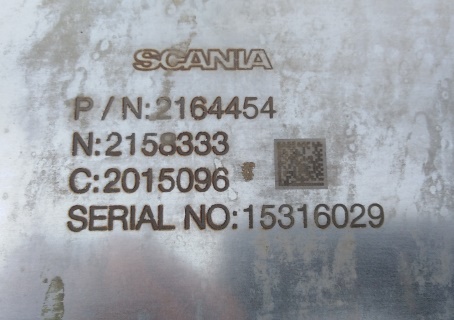 SCANIA
P/N:2164454
N:2158333
C:2015096
SERIAL NO:15316029